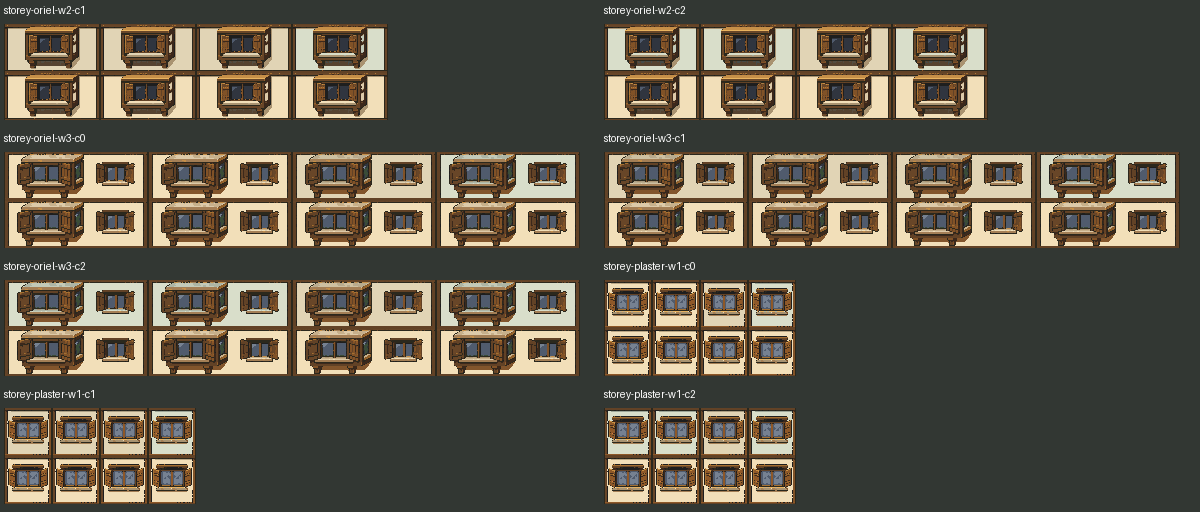 storey-oriel-w2-c1
storey-oriel-w2-c2
storey-oriel-w3-c0
storey-oriel-w3-c1
storey-oriel-w3-c2
storey-plaster-w1-c0
storey-plaster-w1-c1
storey-plaster-w1-c2